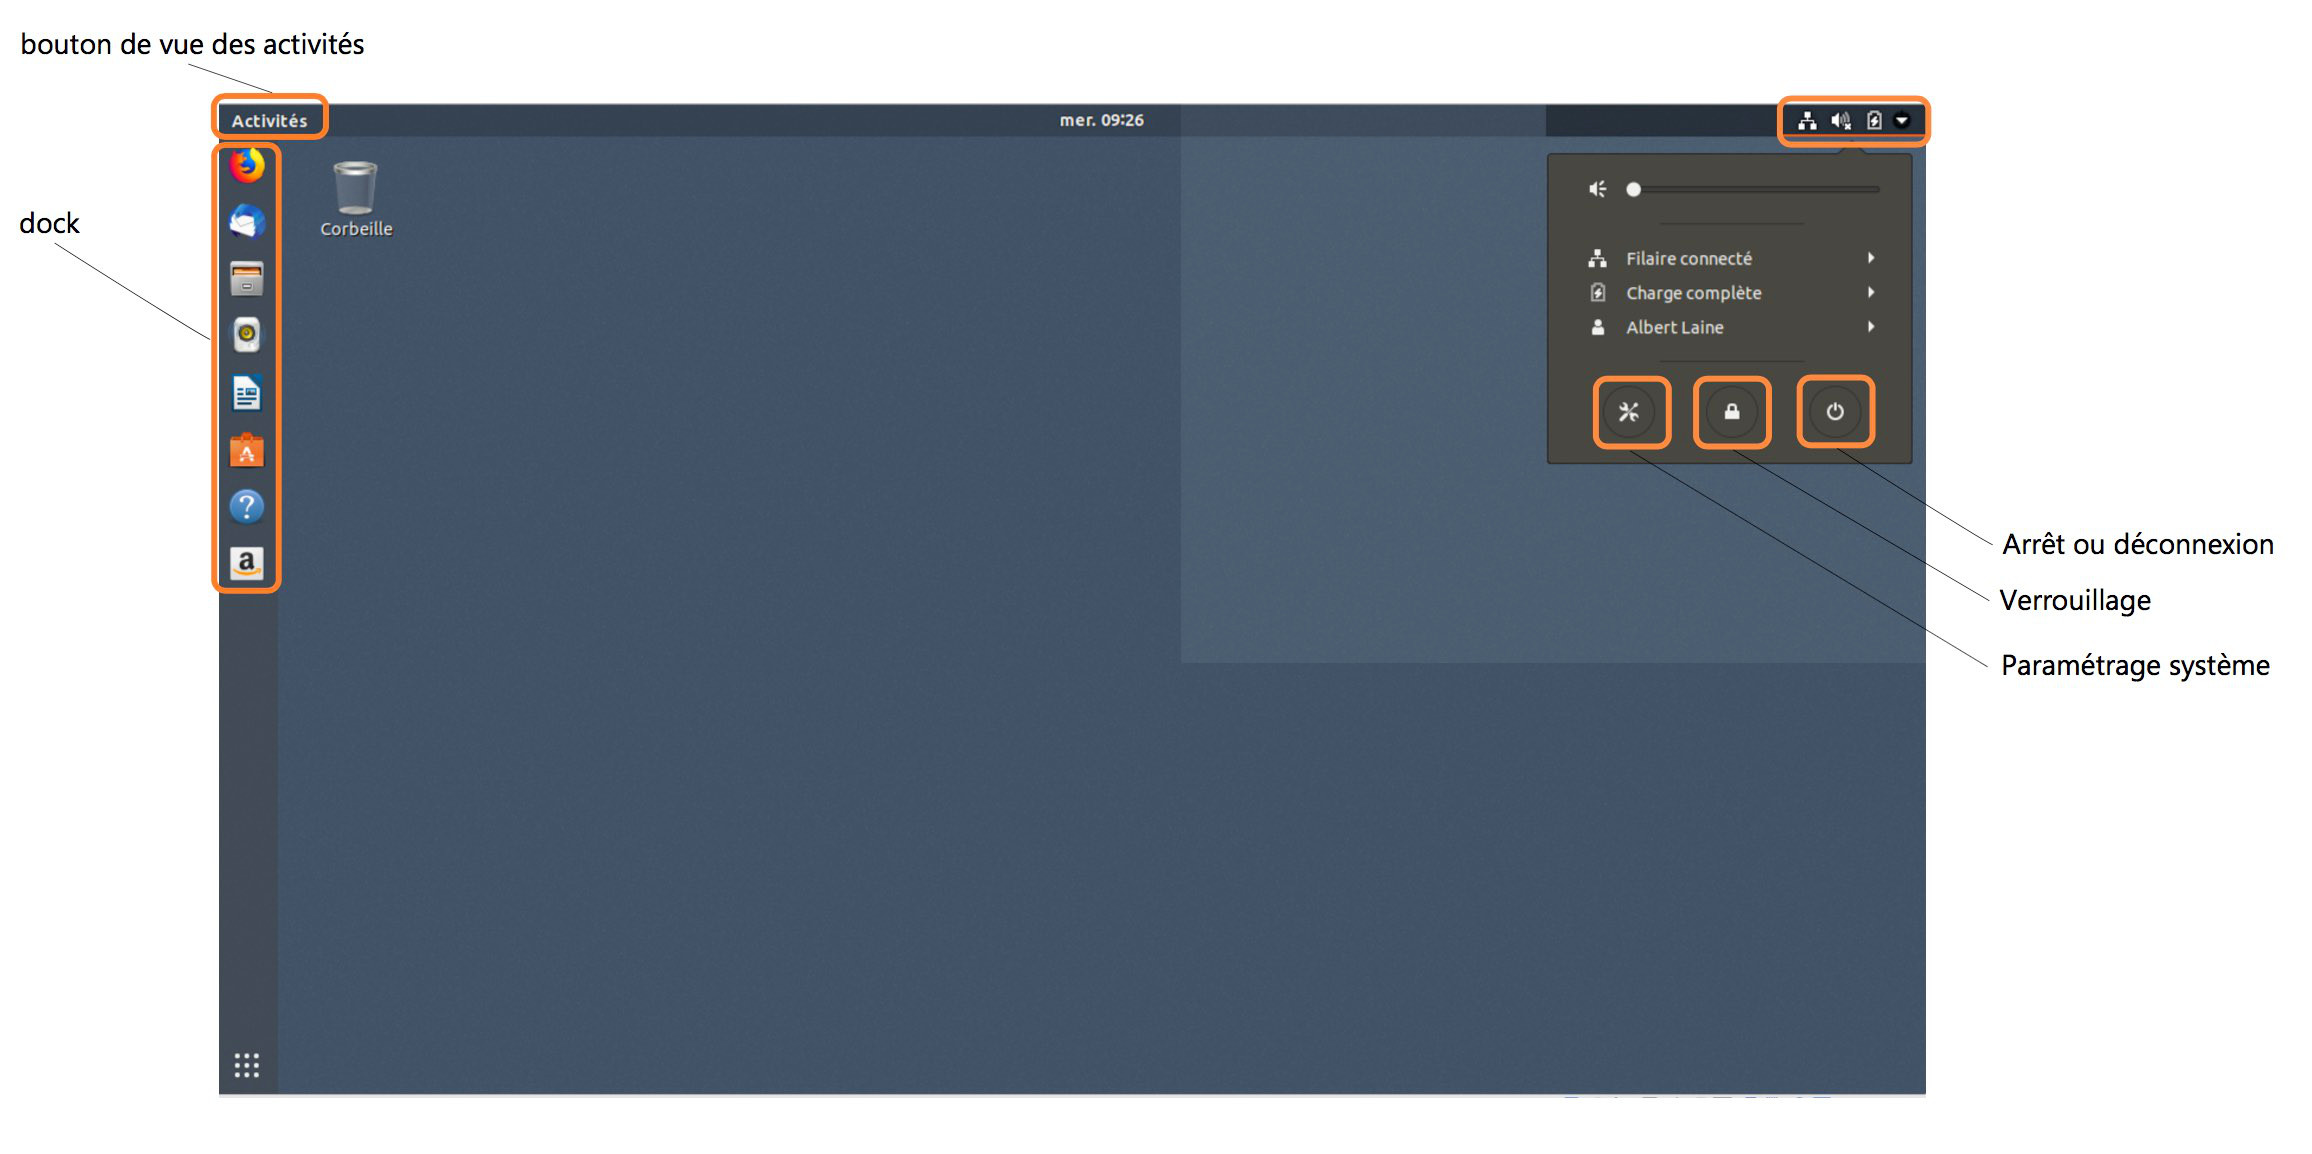 bouton de vue des activités
Activités
mer. 09:26
dock
Corbeille
Filaire connecté
Charge complète
Albert Laine
?
a
Arrêt ou déconnexion
Verrouillage
Paramétrage système